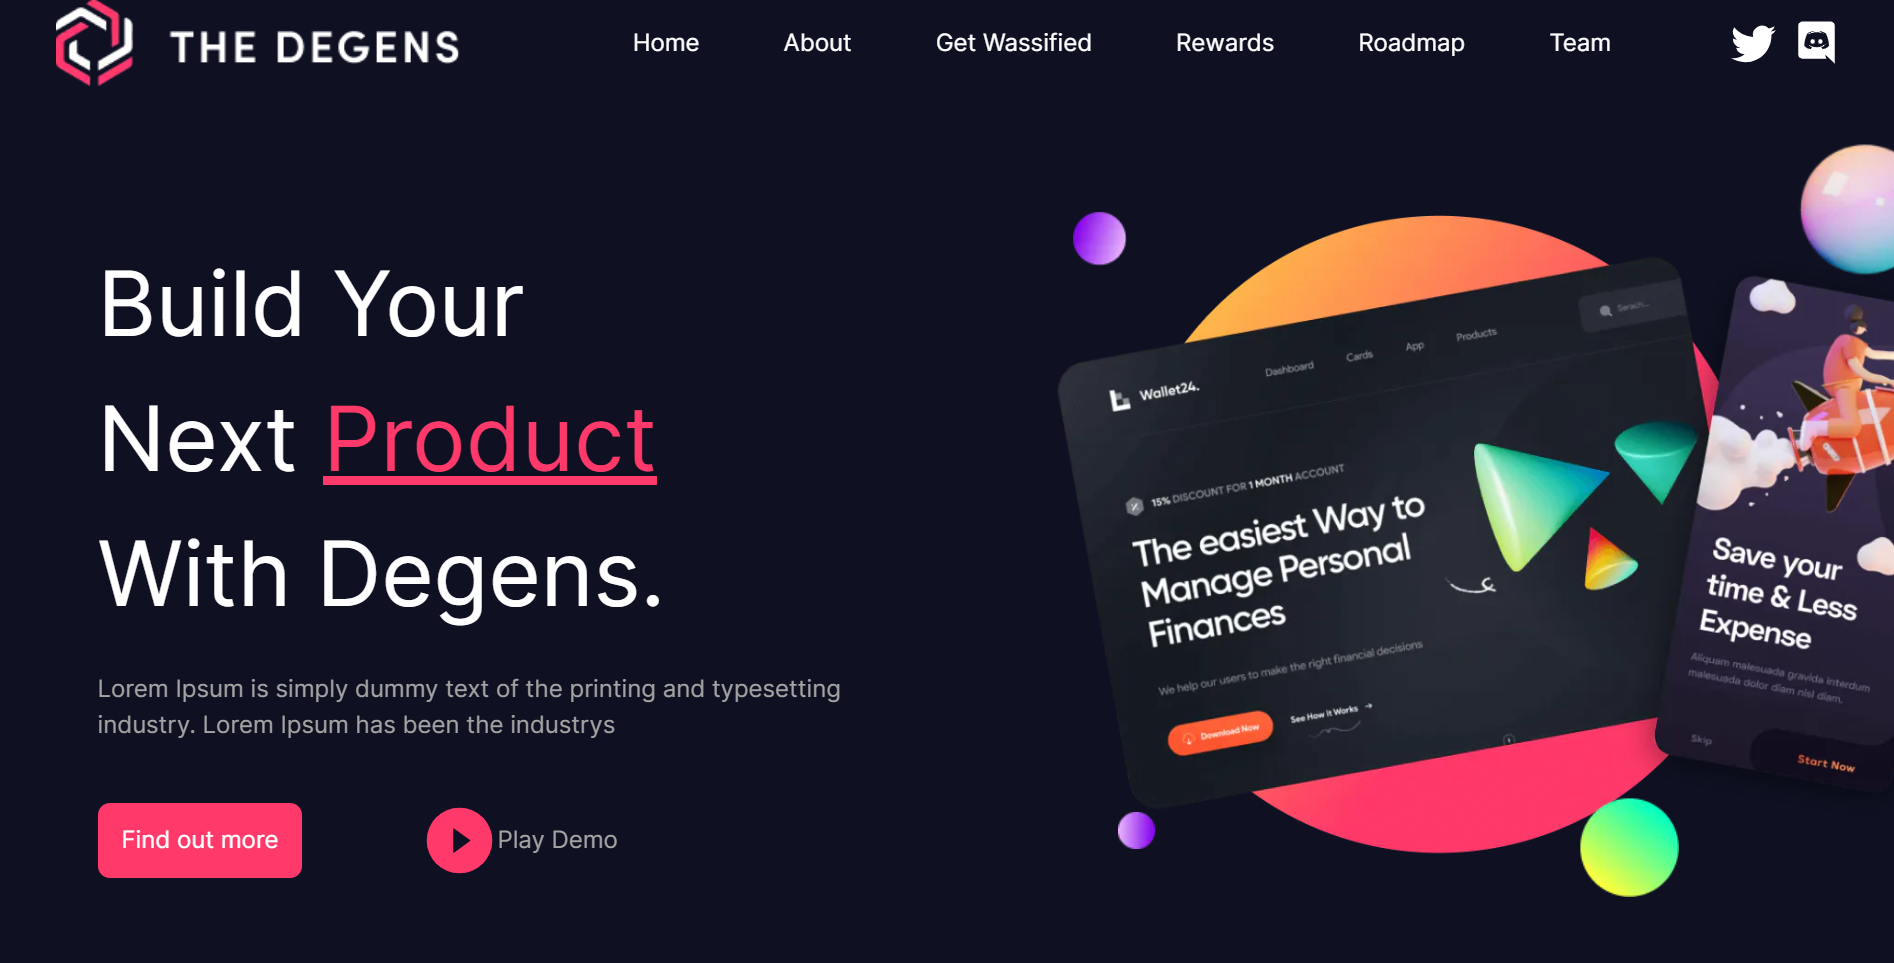 THE DEGENS
Home
About
Get Wassified
Rewards
Roadmap
Team
Build Your
Next Product
With Degens.
Lorem Ipsum is simply dummy text of the printing and typesetting
industry. Lorem Ipsum has been the industrys
Find out more
Play Demo
Wallet24.
Dashboard
Cards
App
Products
Serach...
15% DISCOUNT FOR 1 MONTH ACCOUNT
The easiest Way to
Manage Personal
Finances
We help our users to make the right financial decisions
Download Now
See How it Works
Save your
time & Less
Expense
Aliquam malesuada gravida interdum
malesuada dolor diam nisl diam.
Skip
Start Now